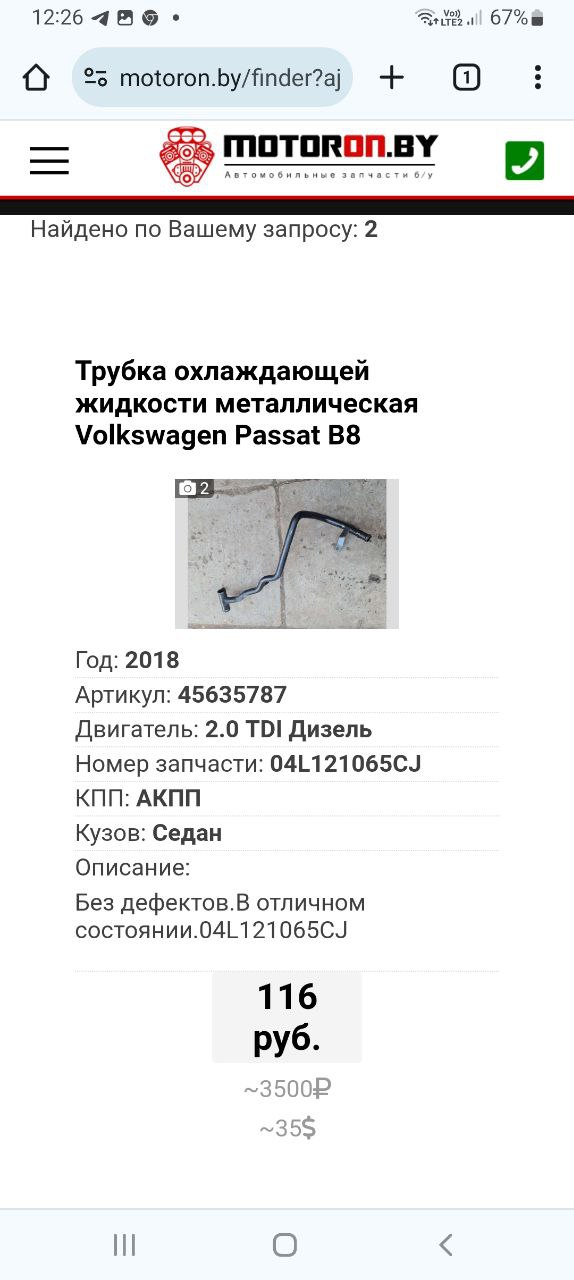 12:26
Vo)) LTE2 67%
motoron.by/finder?aj
1
MOTORON.BY
Автомобильные запчасти б/у
Найдено по Вашему запросу: 2
Трубка охлаждающей
жидкости металлическая
Volkswagen Passat B8
2
Год: 2018
Артикул: 45635787
Двигатель: 2.0 TDI Дизель
Номер запчасти: 04L121065CJ
КПП: АКПП
Кузов: Седан
Описание:
Без дефектов.В отличном
состоянии.04L121065CJ
116
руб.
~3500₽
~35$